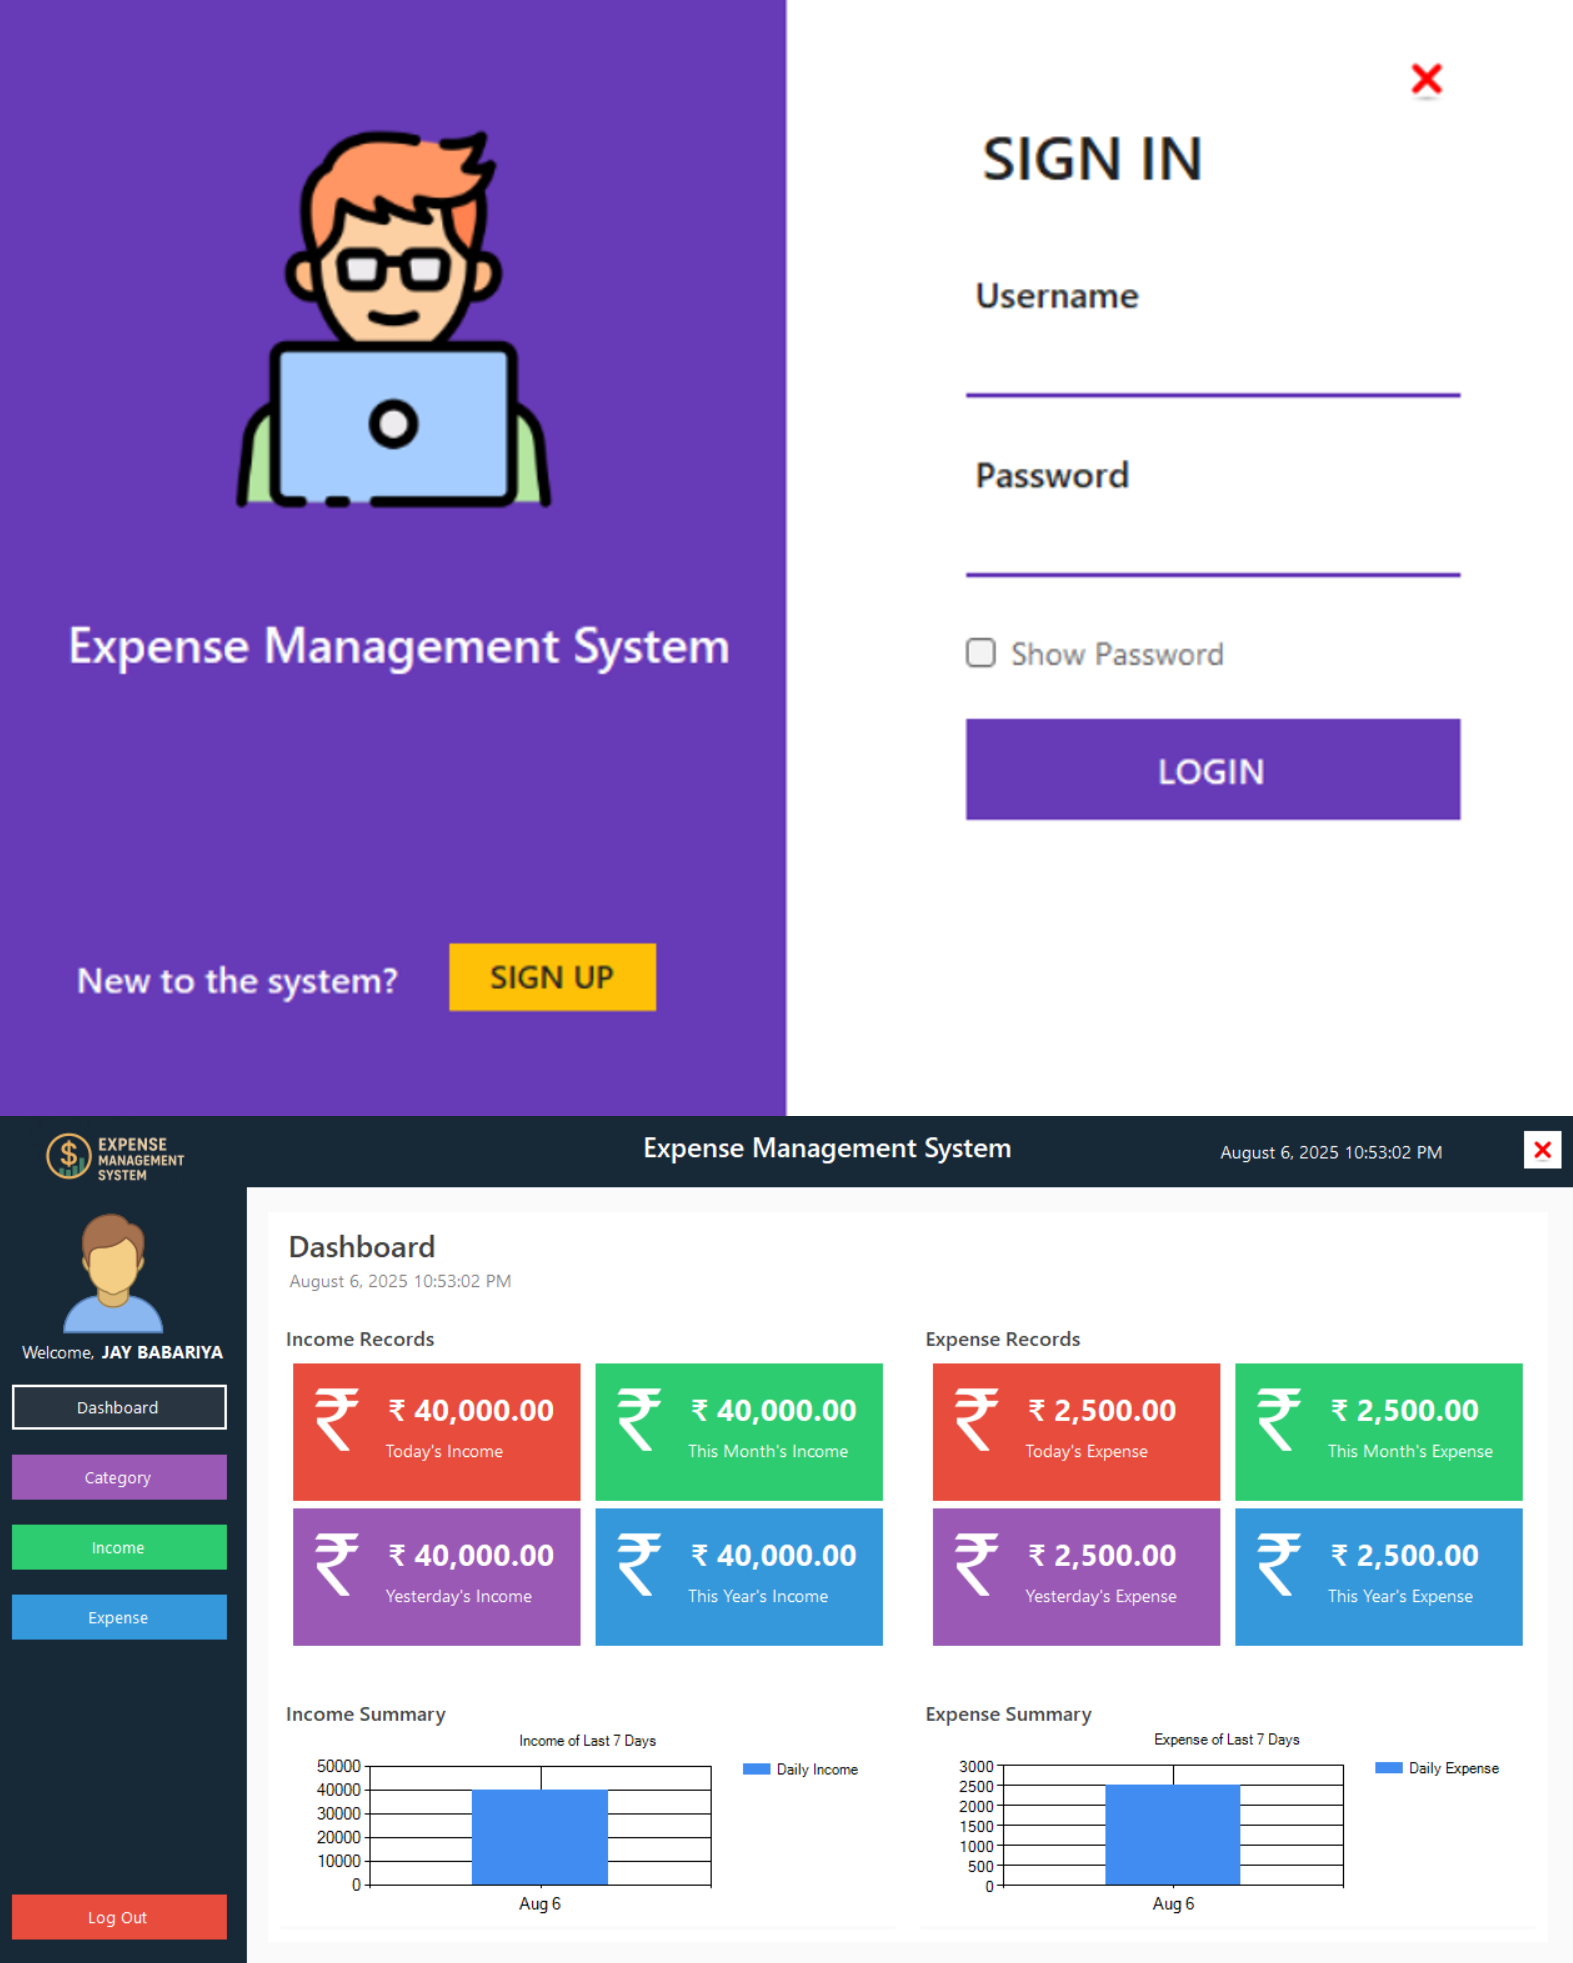 SIGN IN
Username
Password
Show Password
LOGIN
Expense Management System
New to the system?
SIGN UP
EXPENSE
MANAGEMENT
SYSTEM
Expense Management System
August 6, 2025 10:53:02 PM
Welcome, JAY BABARIYA
Dashboard
Category
Income
Expense
Log Out
Dashboard
August 6, 2025 10:53:02 PM
Income Records
₹ ₹ 40,000.00
Today's Income
₹ ₹ 40,000.00
This Month's Income
₹ ₹ 40,000.00
Yesterday's Income
₹ ₹ 40,000.00
This Year's Income
Expense Records
₹ ₹ 2,500.00
Today's Expense
₹ ₹ 2,500.00
This Month's Expense
₹ ₹ 2,500.00
Yesterday's Expense
₹ ₹ 2,500.00
This Year's Expense
Income Summary
Income of Last 7 Days
50000
40000
30000
20000
10000
0
Aug 6
Daily Income
Expense Summary
Expense of Last 7 Days
3000
2500
2000
1500
1000
500
0
Aug 6
Daily Expense